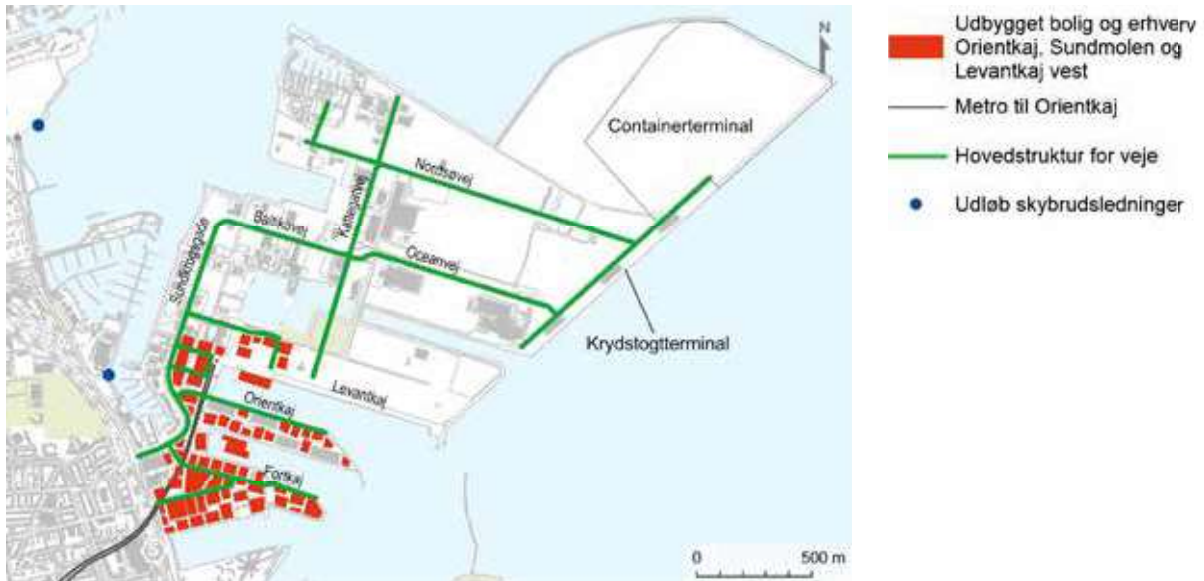 N
Containerterminal
Nordsøvej
Kattegatvej
Baltikavej
Sundkrogsgade
Oceanvej
Krydstogtterminal
Levantkaj
Orientkaj
Fortkaj
0 500 m
Udbygget bolig og erhverv
Orientkaj, Sundmolen og
Levantkaj vest
Metro til Orientkaj
Hovedstruktur for veje
Udløb skybrudsledninger